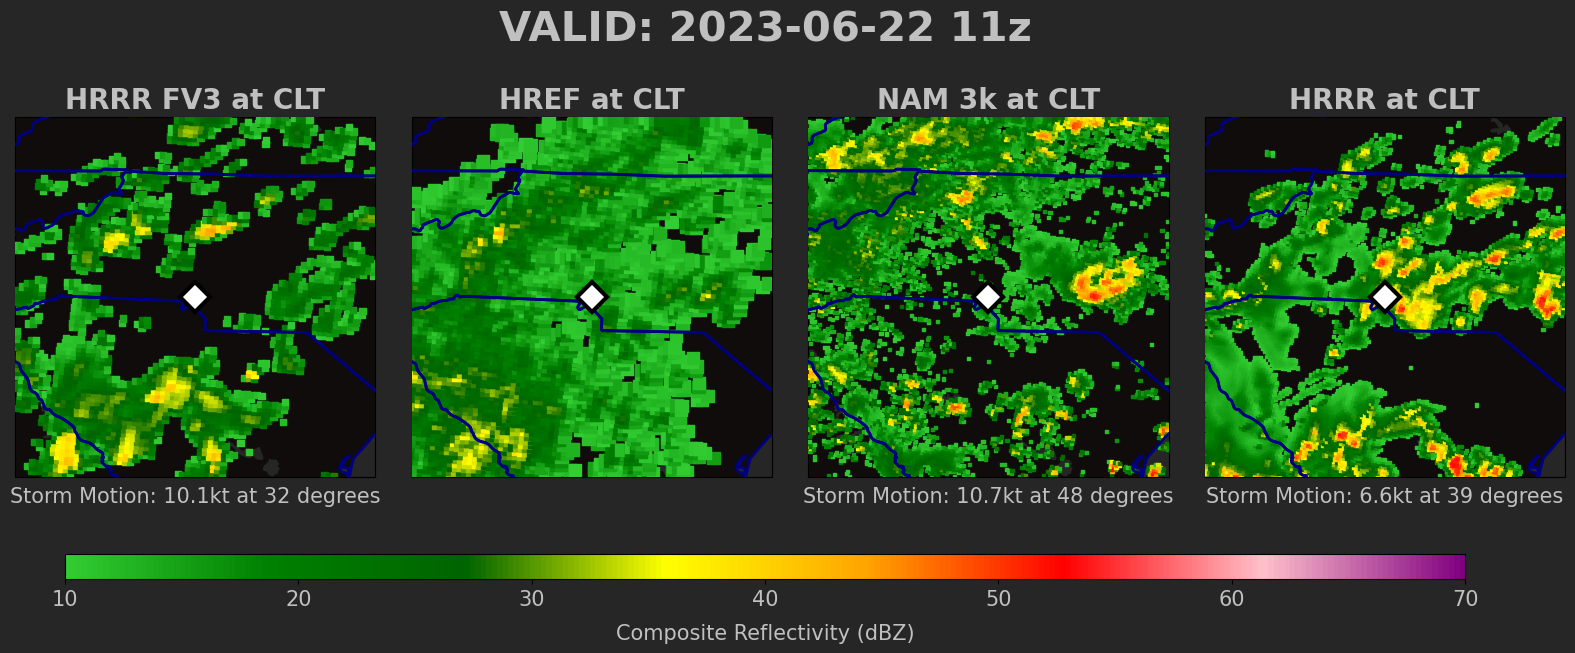 VALID: 2023-06-22 11z
HRRR FV3 at CLT
HREF at CLT
NAM 3k at CLT
HRRR at CLT
Storm Motion: 10.1kt at 32 degrees
Storm Motion: 10.7kt at 48 degrees
Storm Motion: 6.6kt at 39 degrees
10 20 30 40 50 60 70
Composite Reflectivity (dBZ)